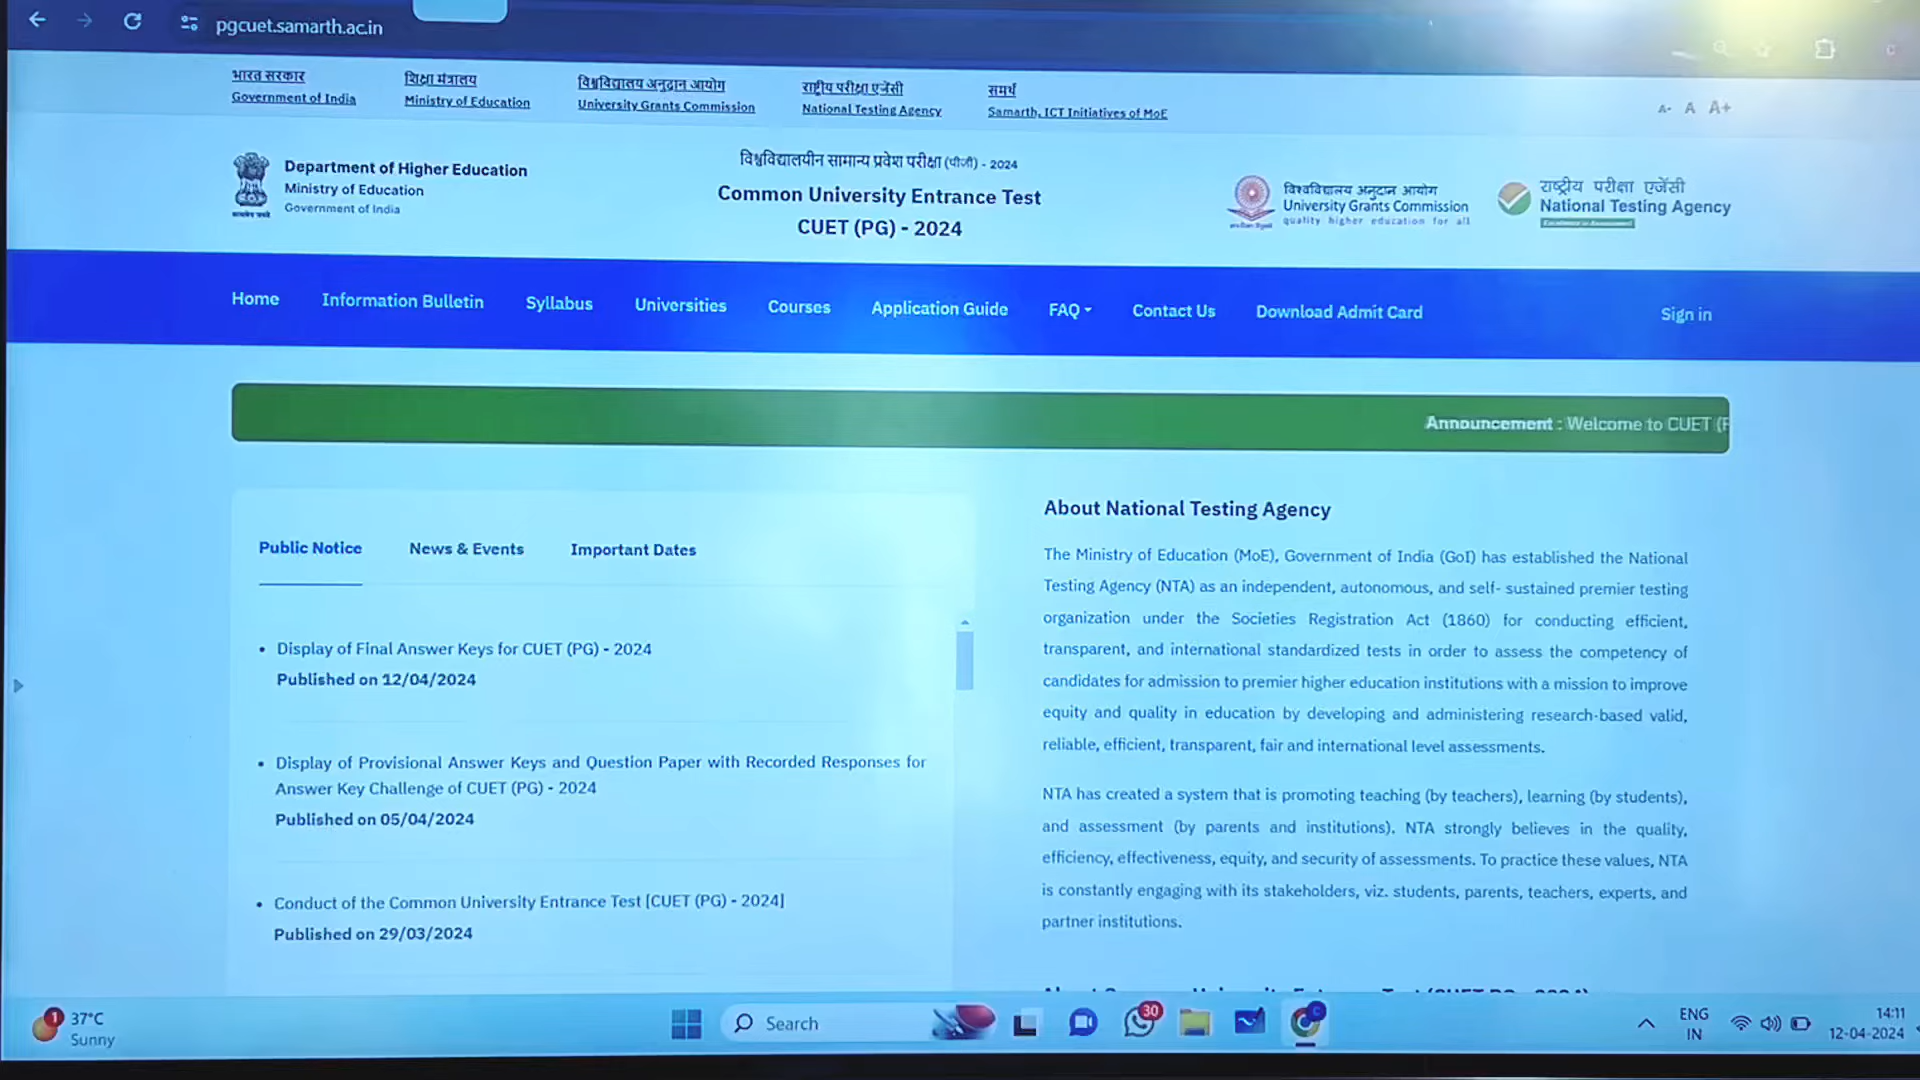 pgcuet.samarth.ac.in
भारत सरकार
Government of India
शिक्षा मंत्रालय
Ministry of Education
विश्वविद्यालय अनुदान आयोग
University Grants Commission
राष्ट्रीय परीक्षा एजेंसी
National Testing Agency
समर्थ
Samarth, ICT Initiatives of MoE
A- A A+
Department of Higher Education
Ministry of Education
Government of India
विश्वविद्यालयीन सामान्य प्रवेश परीक्षा (पीजी) - 2024
Common University Entrance Test
CUET (PG) - 2024
विश्वविद्यालय अनुदान आयोग
University Grants Commission
quality higher education for all
राष्ट्रीय परीक्षा एजेंसी
National Testing Agency
Home Information Bulletin Syllabus Universities Courses Application Guide FAQ Contact Us Download Admit Card Sign in
Announcement : Welcome to CUET (
Public Notice News & Events Important Dates
• Display of Final Answer Keys for CUET (PG) - 2024
Published on 12/04/2024
• Display of Provisional Answer Keys and Question Paper with Recorded Responses for
Answer Key Challenge of CUET (PG) - 2024
Published on 05/04/2024
• Conduct of the Common University Entrance Test [CUET (PG) - 2024]
Published on 29/03/2024
About National Testing Agency
The Ministry of Education (MoE), Government of India (GoI) has established the National
Testing Agency (NTA) as an independent, autonomous, and self- sustained premier testing
organization under the Societies Registration Act (1860) for conducting efficient,
transparent, and international standardized tests in order to assess the competency of
candidates for admission to premier higher education institutions with a mission to improve
equity and quality in education by developing and administering research-based valid,
reliable, efficient, transparent, fair and international level assessments.
NTA has created a system that is promoting teaching (by teachers), learning (by students),
and assessment (by parents and institutions). NTA strongly believes in the quality,
efficiency, effectiveness, equity, and security of assessments. To practice these values, NTA
is constantly engaging with its stakeholders, viz. students, parents, teachers, experts, and
partner institutions.
1
37°C
Sunny
Search
30
ENG
IN
14:11
12-04-2024